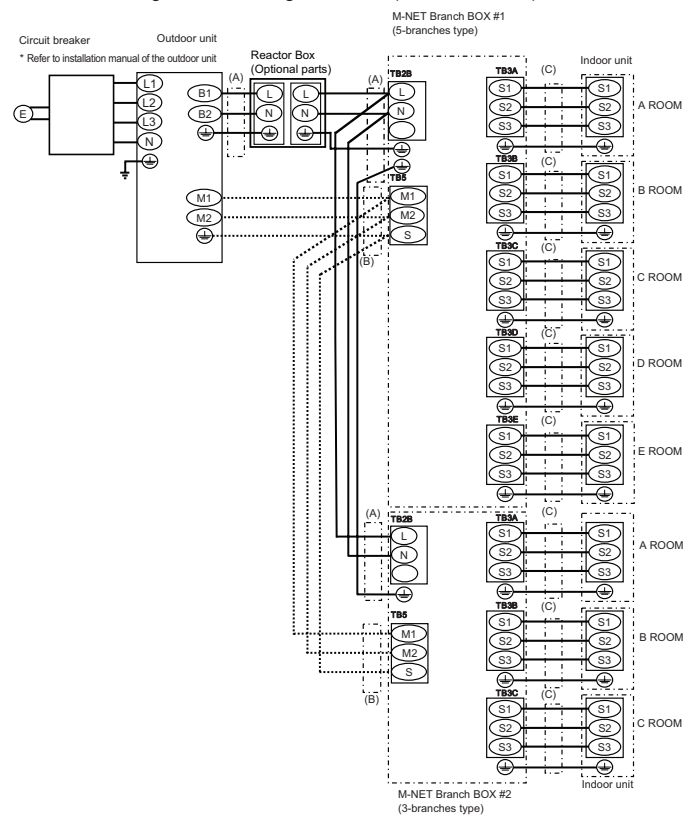 M-NET Branch BOX #1
(5-branches type)
Circuit breaker
Outdoor unit
* Refer to installation manual of the outdoor unit
Reactor Box
(Optional parts)
Indoor unit
E
L1
L2
L3
N
B1
B2
(A)
L
N
L
N
(A)
TB2B
L
N
TB5
M1
M2
M1
M2
S
(B)
(B)
TB3A
(C)
S1
S2
S3
S1
S2
S3
A ROOM
TB3B
(C)
S1
S2
S3
S1
S2
S3
B ROOM
TB3C
(C)
S1
S2
S3
S1
S2
S3
C ROOM
TB3D
(C)
S1
S2
S3
S1
S2
S3
D ROOM
TB3E
(C)
S1
S2
S3
S1
S2
S3
E ROOM
(A)
TB2B
L
N
TB5
M1
M2
S
(B)
TB3A
(C)
S1
S2
S3
S1
S2
S3
A ROOM
TB3B
(C)
S1
S2
S3
S1
S2
S3
B ROOM
TB3C
(C)
S1
S2
S3
S1
S2
S3
C ROOM
Indoor unit
M-NET Branch BOX #2
(3-branches type)